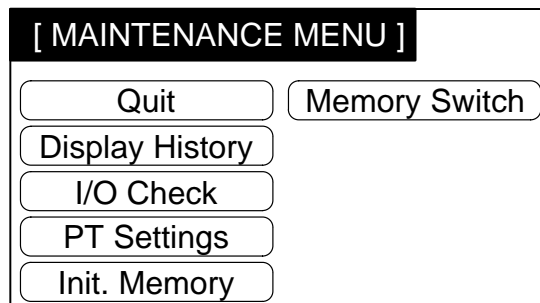 [ MAINTENANCE MENU ]
Quit
Memory Switch
Display History
I/O Check
PT Settings
Init. Memory